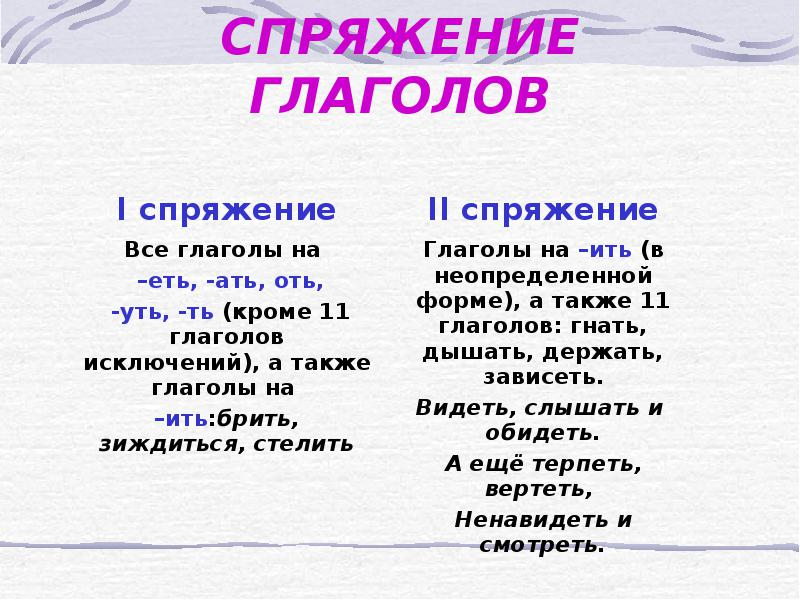 СПРЯЖЕНИЕ
ГЛАГОЛОВ
I спряжение
Все глаголы на
–еть, -ать, оть,
-уть, -ть (кроме 11
глаголов
исключений), а также
глаголы на
–ить:брить,
зиждиться, стелить
II спряжение
Глаголы на –ить (в
неопределенной
форме), а также 11
глаголов: гнать,
дышать, держать,
зависеть.
Видеть, слышать и
обидеть.
А ещё терпеть,
вертеть,
Ненавидеть и
смотреть.